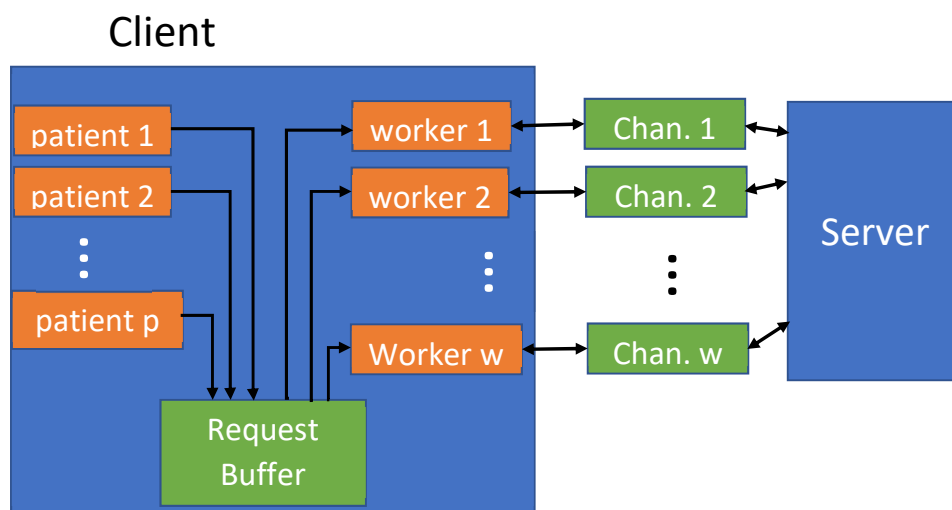 Client
patient 1
worker 1
Chan. 1
patient 2
worker 2
Chan. 2
Server
patient p
Worker w
Chan. w
Request
Buffer